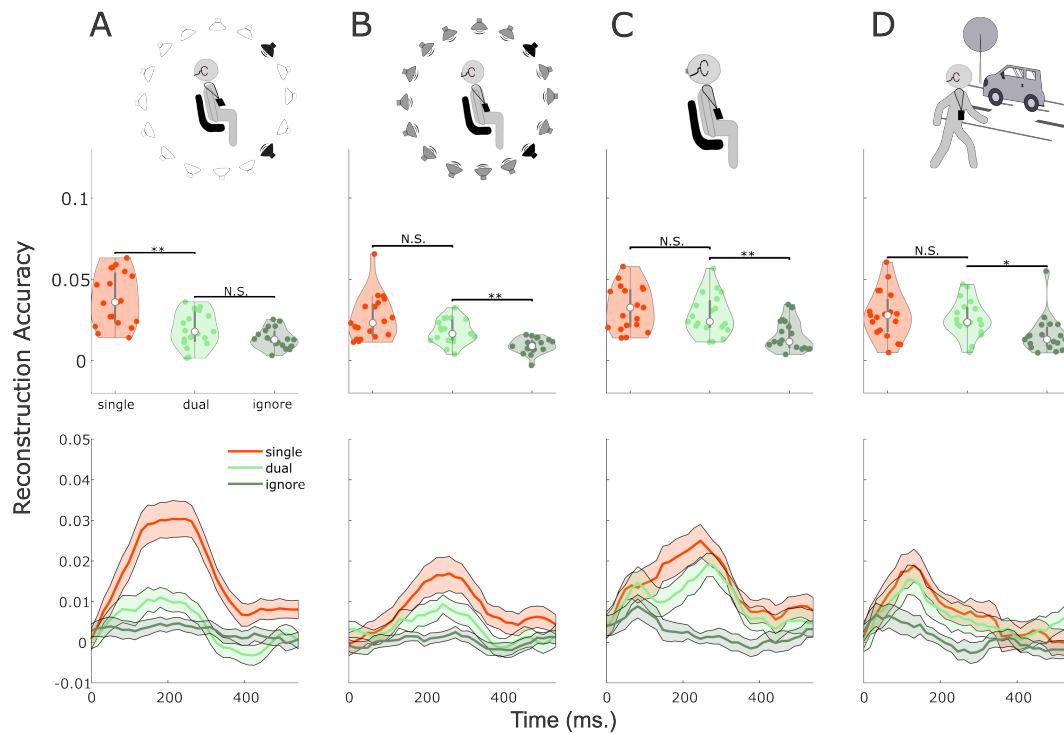 A
B
C
D
Reconstruction Accuracy
0.1
0.05
0
**
N.S.
N.S.
**
N.S.
**
N.S.
*
single
dual
ignore
Reconstruction Accuracy
0.05
0.04
0.03
0.02
0.01
0
-0.01
single
dual
ignore
0
200
400
0
200
400
0
200
400
0
200
400
Time (ms.)